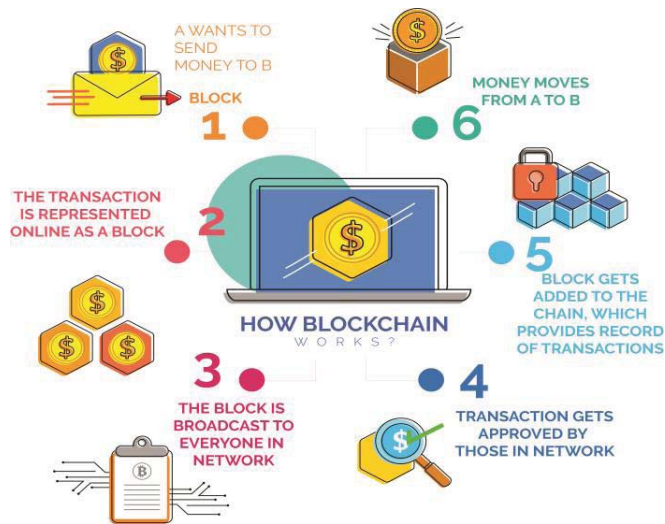 A WANTS TO
SEND
MONEY TO B
BLOCK
1
2
THE TRANSACTION
IS REPRESENTED
ONLINE AS A BLOCK
3
THE BLOCK IS
BROADCAST TO
EVERYONE IN
NETWORK
4
TRANSACTION GETS
APPROVED BY
THOSE IN NETWORK
5
BLOCK GETS
ADDED TO THE
CHAIN, WHICH
PROVIDES RECORD
OF TRANSACTIONS
6
MONEY MOVES
FROM A TO B
HOW BLOCKCHAIN
WORKS?